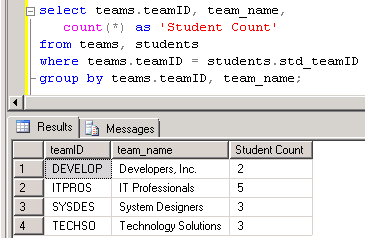 select teams.teamID, team_name,
count(*) as 'Student Count'
from teams, students
where teams.teamID = students.std_teamID
group by teams.teamID, team_name;
Results Messages
teamID team_name Student Count
1 DEVELOP Developers, Inc. 2
2 ITPROS IT Professionals 5
3 SYSDES System Designers 3
4 TECHSO Technology Solutions 3